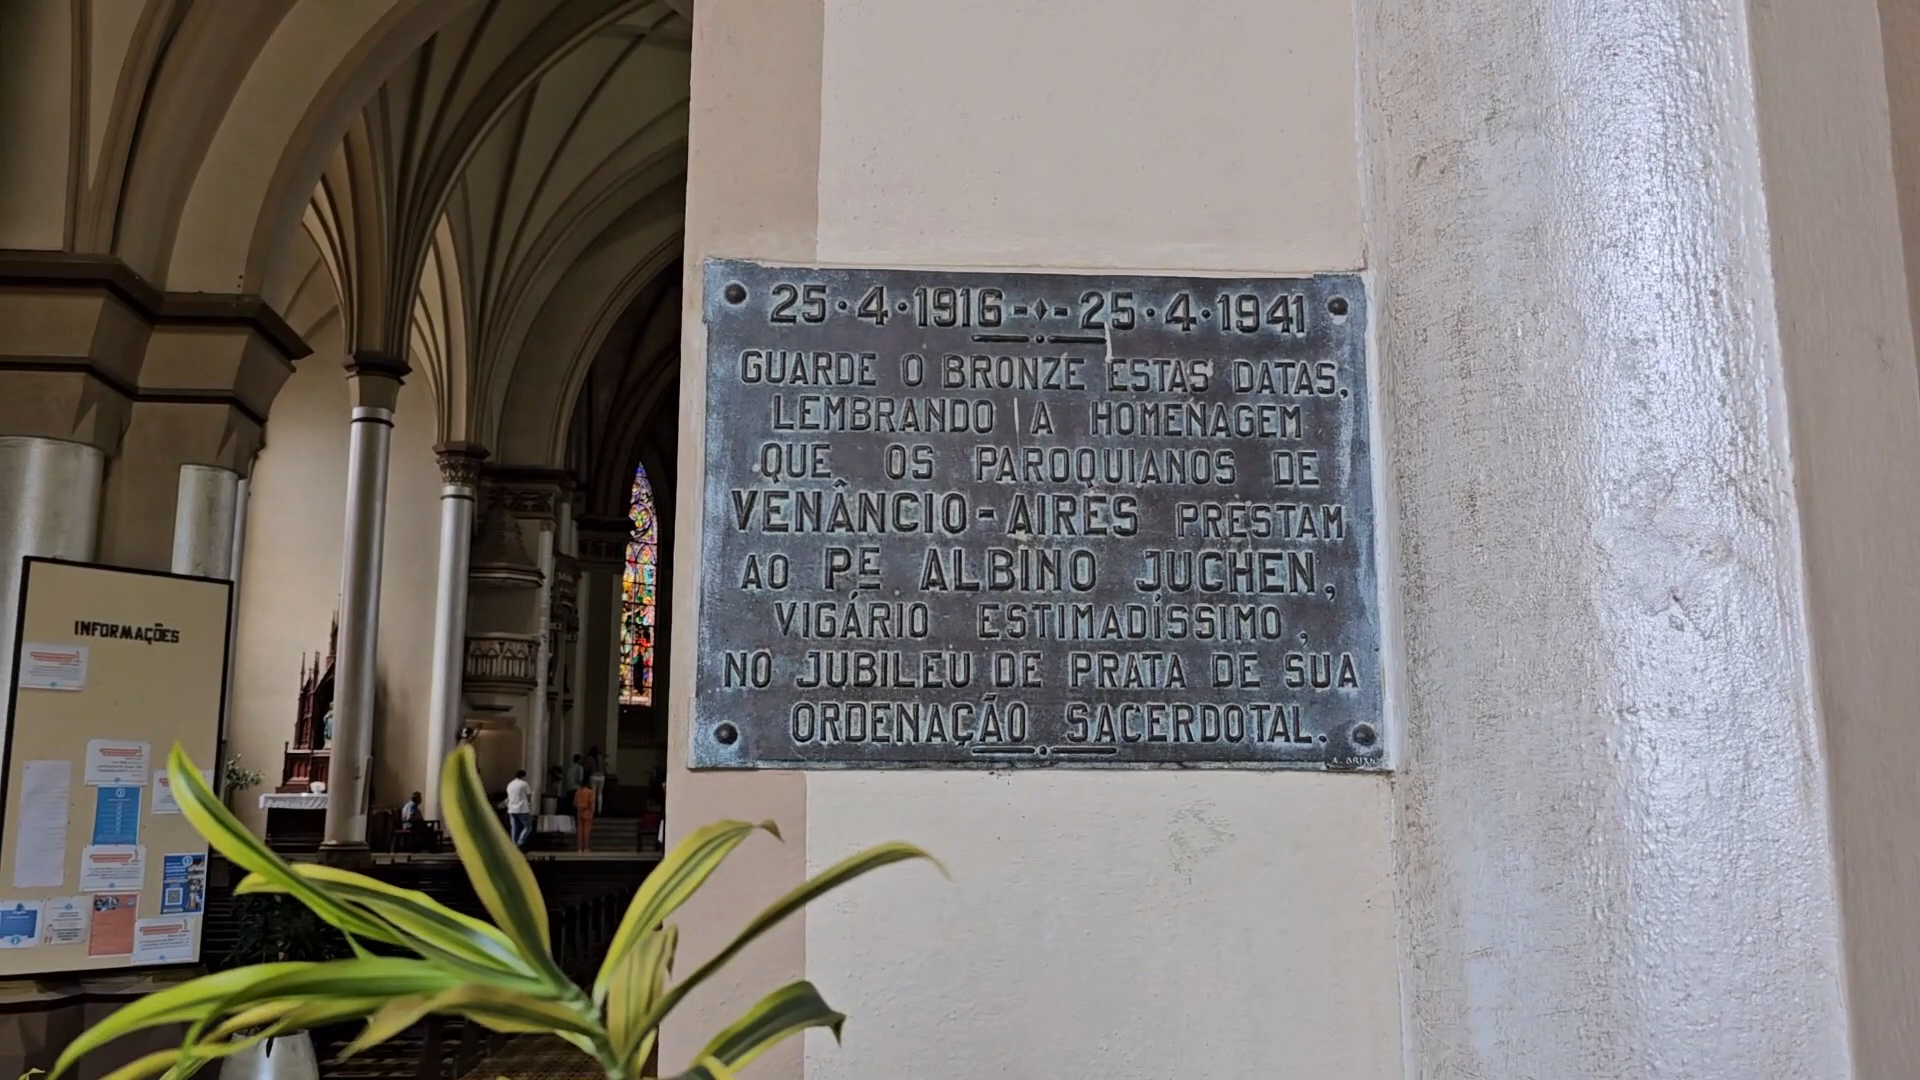 25·4·1916-♦-25·4·1941
GUARDE O BRONZE ESTAS DATAS,
LEMBRANDO A HOMENAGEM
QUE OS PAROQUIANOS DE
VENÂNCIO-AIRES PRESTAM
AO PE ALBINO JUCHEN,
VIGÁRIO ESTIMADÍSSIMO,
NO JUBILEU DE PRATA DE SUA
ORDENAÇÃO SACERDOTAL.
INFORMAÇÕES